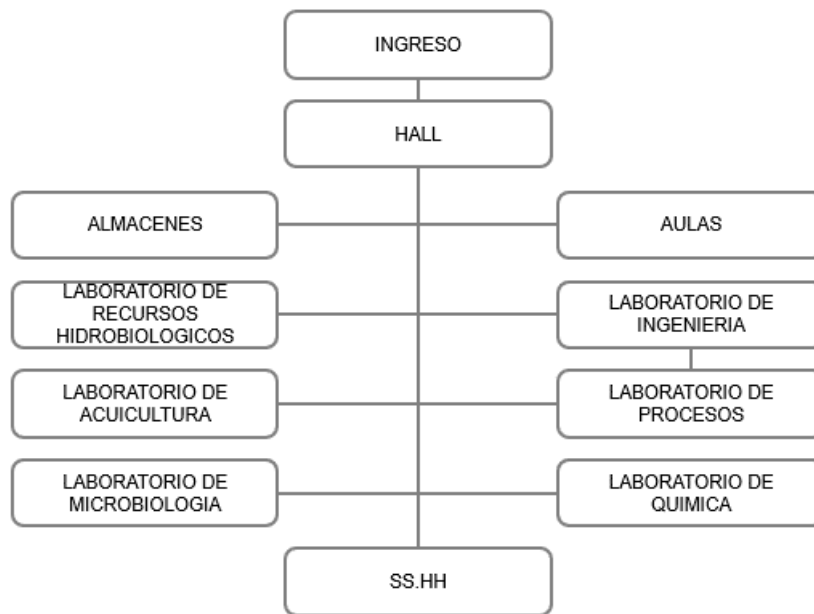 INGRESO
HALL
ALMACENES
AULAS
LABORATORIO DE
RECURSOS
HIDROBIOLOGICOS
LABORATORIO DE
INGENIERIA
LABORATORIO DE
ACUICULTURA
LABORATORIO DE
PROCESOS
LABORATORIO DE
MICROBIOLOGIA
LABORATORIO DE
QUIMICA
SS.HH